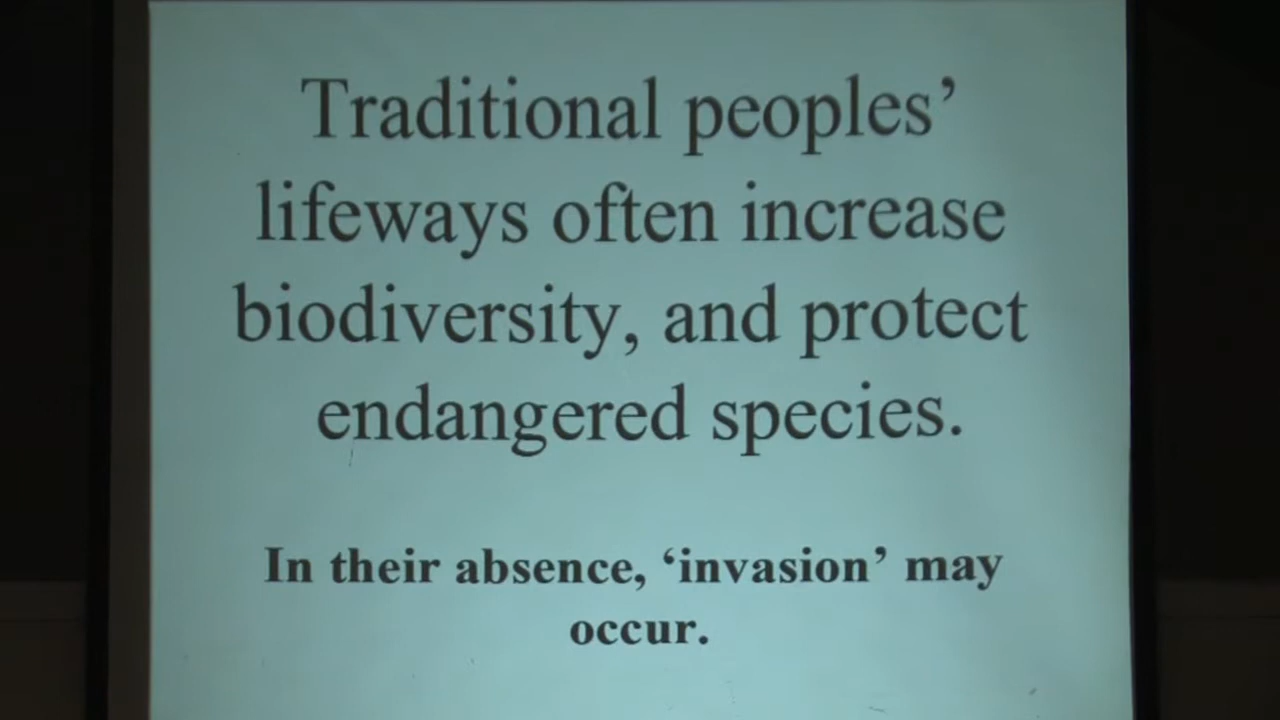 Traditional peoples’
lifeways often increase
biodiversity, and protect
endangered species.
In their absence, ‘invasion’ may
occur.